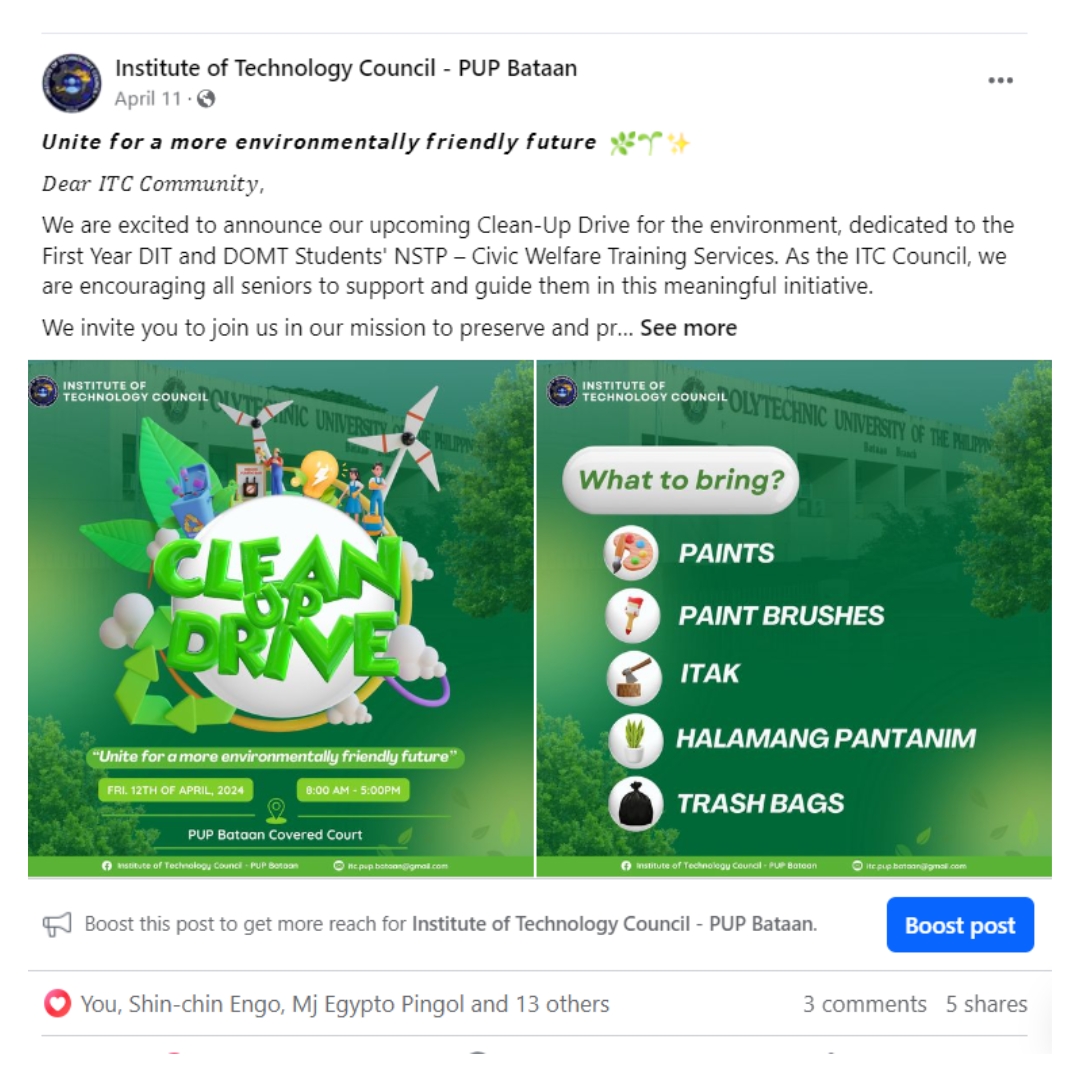 Institute of Technology Council - PUP Bataan
April 11 ·
Unite for a more environmentally friendly future
Dear ITC Community,
We are excited to announce our upcoming Clean-Up Drive for the environment, dedicated to the
First Year DIT and DOMT Students' NSTP – Civic Welfare Training Services. As the ITC Council, we
are encouraging all seniors to support and guide them in this meaningful initiative.
We invite you to join us in our mission to preserve and pr... See more
INSTITUTE OF
TECHNOLOGY COUNCIL
POLYTECHNIC UNIVERSITY OF THE PHILIPP
CLEAN
UP
DRIVE
“Unite for a more environmentally friendly future”
FRI. 12TH OF APRIL, 2024
8:00 AM - 5:00PM
PUP Bataan Covered Court
Institute of Technology Council - PUP Bataan
itc.pup.bataan@gmail.com
INSTITUTE OF
TECHNOLOGY COUNCIL
POLYTECHNIC UNIVERSITY OF THE PHILIPPIN
Bataan Branch
What to bring?
PAINTS
PAINT BRUSHES
ITAK
HALAMANG PANTANIM
TRASH BAGS
Institute of Technology Council - PUP Bataan
itc.pup.bataan@gmail.com
Boost this post to get more reach for Institute of Technology Council - PUP Bataan.
Boost post
You, Shin-chin Engo, Mj Egypto Pingol and 13 others
3 comments 5 shares